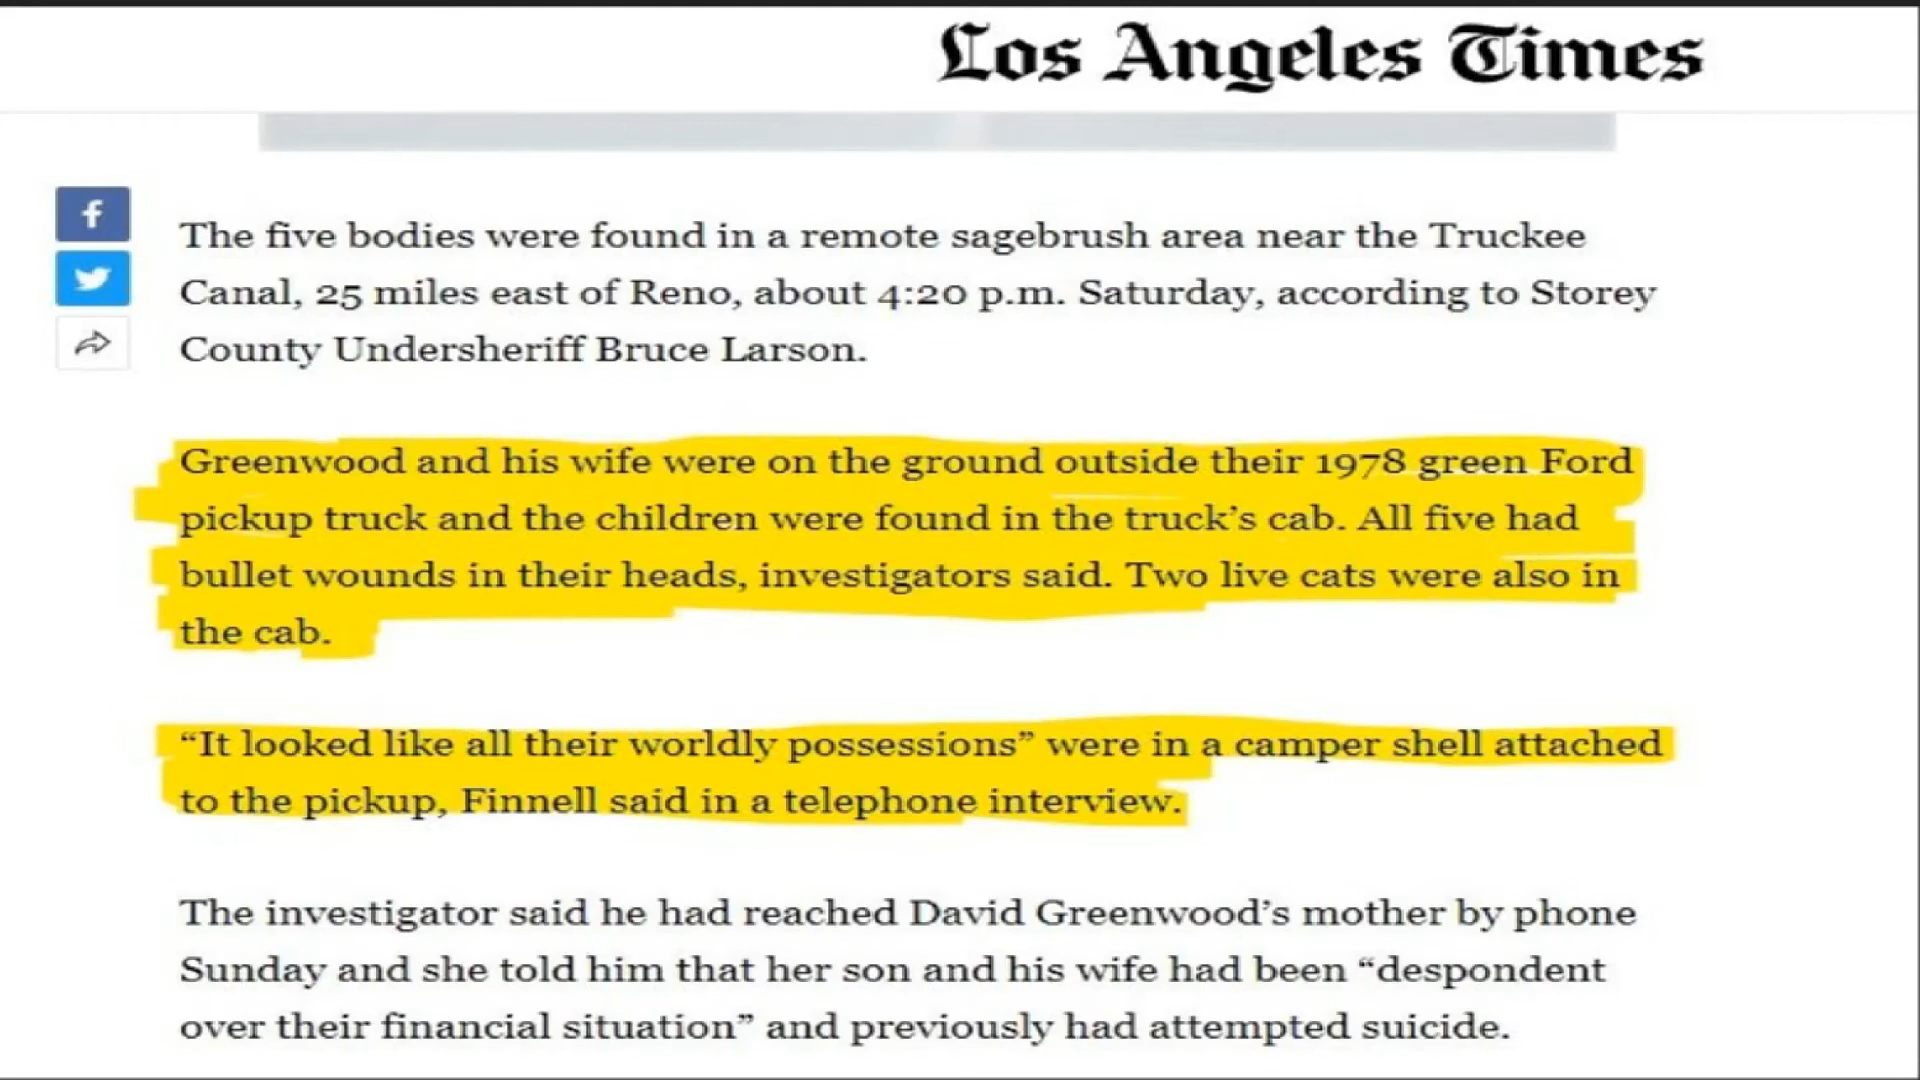 Los Angeles Times
The five bodies were found in a remote sagebrush area near the Truckee
Canal, 25 miles east of Reno, about 4:20 p.m. Saturday, according to Storey
County Undersheriff Bruce Larson.
Greenwood and his wife were on the ground outside their 1978 green Ford
pickup truck and the children were found in the truck’s cab. All five had
bullet wounds in their heads, investigators said. Two live cats were also in
the cab.
“It looked like all their worldly possessions” were in a camper shell attached
to the pickup, Finnell said in a telephone interview.
The investigator said he had reached David Greenwood’s mother by phone
Sunday and she told him that her son and his wife had been “despondent
over their financial situation” and previously had attempted suicide.